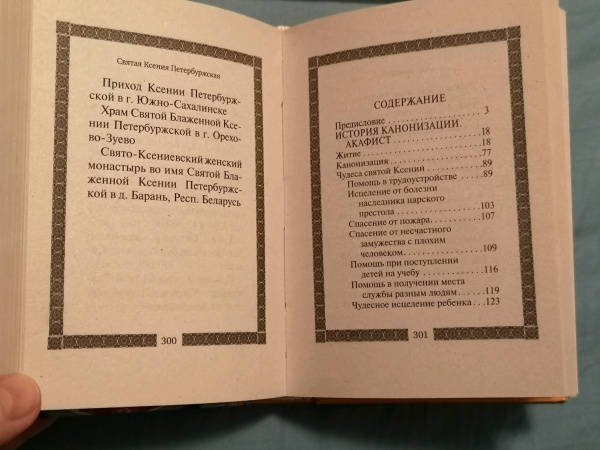 Святая Ксения Петербуржская
Приход Ксении Петербурж-
ской в г. Южно-Сахалинске
Храм Святой Блаженной Ксе-
нии Петербуржской в г. Орехо-
во-Зуево
Свято-Ксениевский женский
монастырь во имя Святой Бла-
женной Ксении Петербуржс-
кой в д. Барань, Респ. Беларусь
300
СОДЕРЖАНИЕ
Предисловие . . . . . . . . . . . . . . . . . 3
ИСТОРИЯ КАНОНИЗАЦИИ.
АКАФИСТ . . . . . . . . . . . . . . . . . 18
Житие . . . . . . . . . . . . . . . . . . . . . 18
Канонизация . . . . . . . . . . . . . . . . 77
Чудеса святой Ксении . . . . . . . . . 89
Помощь в трудоустройстве . . . 89
Исцеление от болезни
наследника царского
престола . . . . . . . . . . . . . . . . 103
Спасение от пожара. . . . . . . . 107
Спасение от несчастного
замужества с плохим
человеком. . . . . . . . . . . . . . . 109
Помощь при поступлении
детей на учебу . . . . . . . . . . . 116
Помощь в получении места
службы разным людям . . . . . 119
Чудесное исцеление ребенка . . 123
301